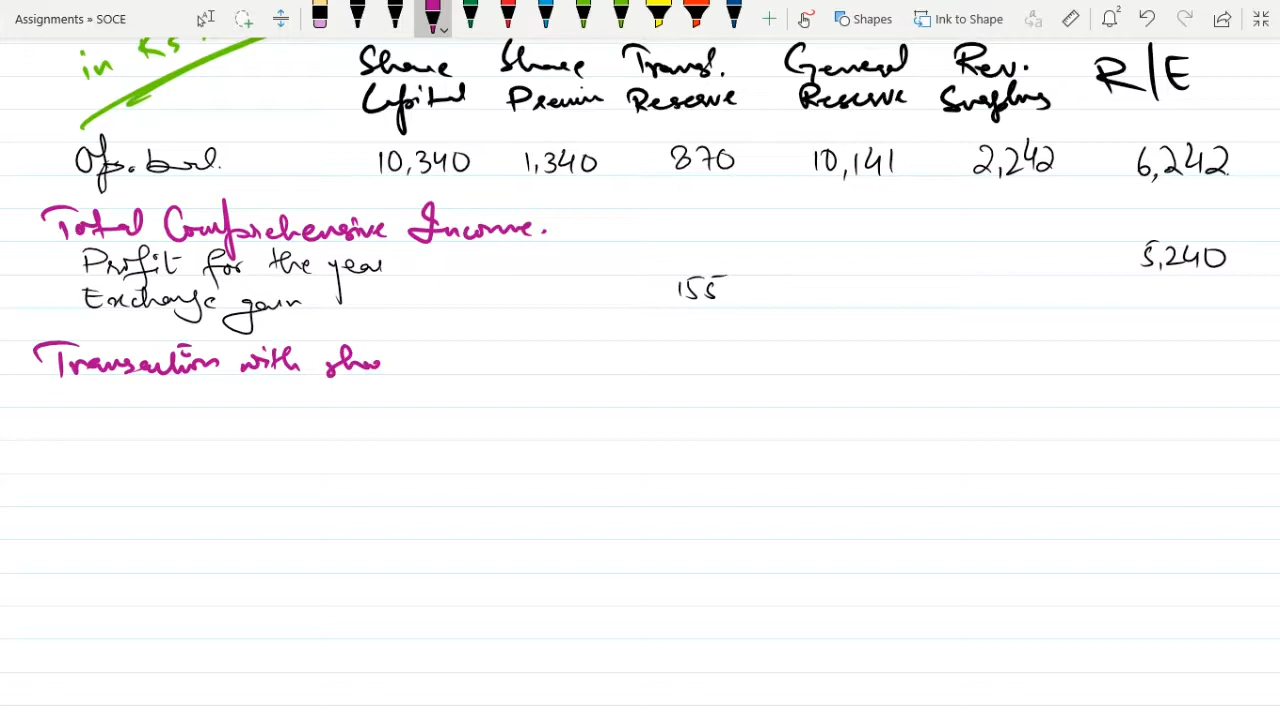 Assignments » SOCE
Shapes Ink to Shape
2
in Rs
Share Share Transl. General Rev. R/E
Capital Premium Reserve Reserve Surplus
Op. bal. 10,340 1,340 870 10,141 2,242 6,242
Total Comprehensive Income.
Profit for the year 5,240
Exchange gain 155
Transaction with sha